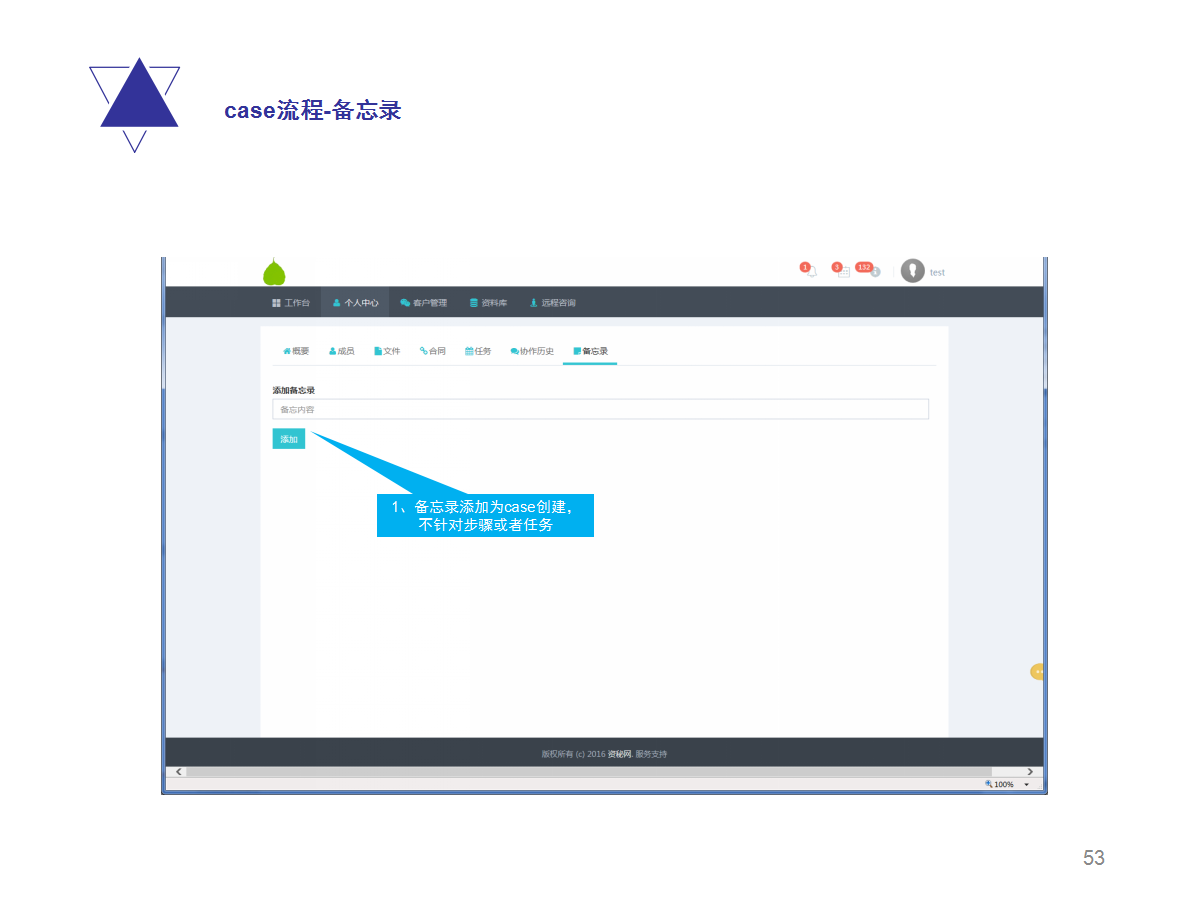 case流程-备忘录
1
3
132
test
工作台 个人中心 客户管理 资料库 远程咨询
概要 成员 文件 合同 任务 协作历史 备忘录
添加备忘录
备忘内容
添加
1、备忘录添加为case创建，
不针对步骤或者任务
版权所有 (c) 2016 资秘网. 服务支持
100%
53